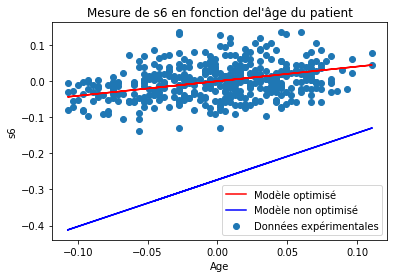 Mesure de s6 en fonction del'âge du patient
0.1
0.0
−0.1
−0.2
−0.3
−0.4
s6
−0.10
−0.05
0.00
0.05
0.10
Age
Modèle optimisé
Modèle non optimisé
Données expérimentales